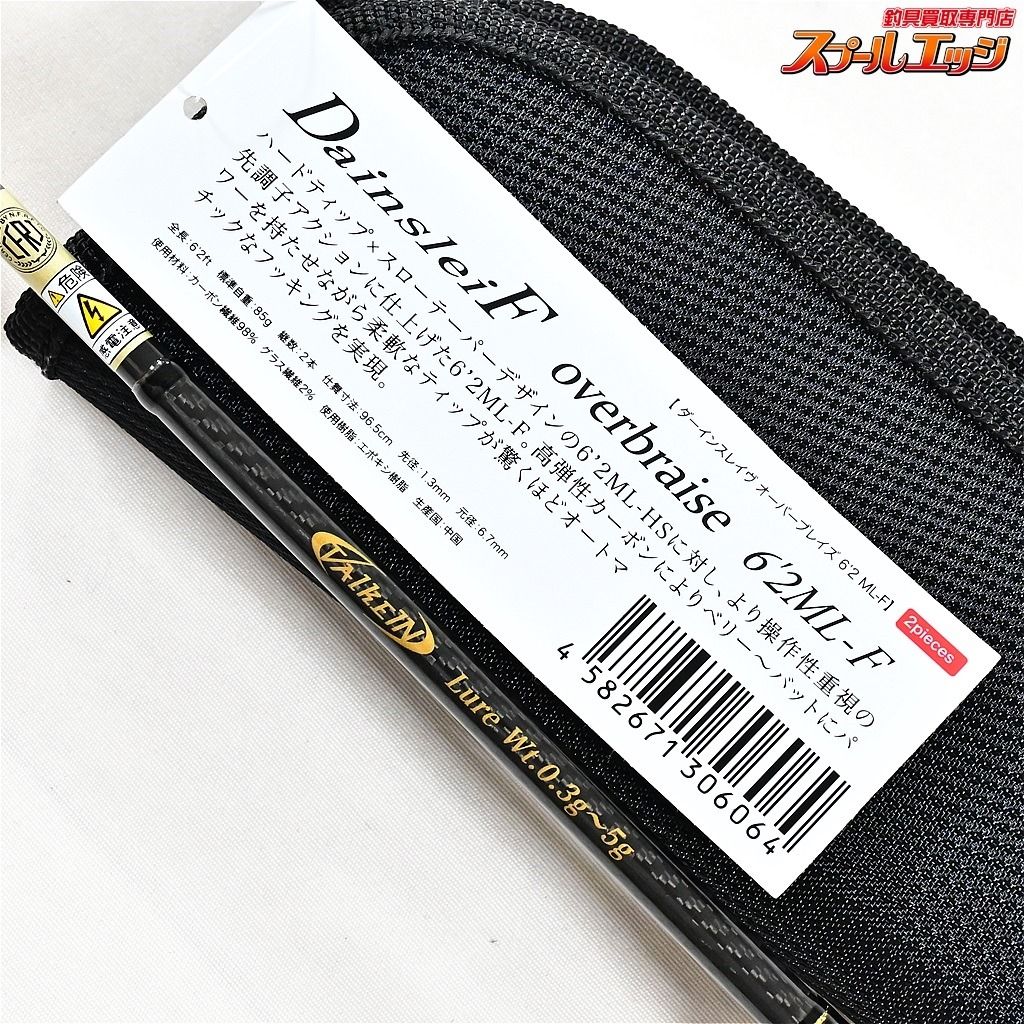 釣具買取専門店
スプールエッジ
DainsleiF overbraise 6'2ML-F
【ダーインスレイヴ オーバーブレイズ 6'2 ML-F】
2pieces
ハードティップ×スローテーパーデザインの6'2ML-HSに対し、より操作性重視の
先調子アクションに仕上げた6'2ML-F。高弾性カーボンによりベリー～バットにパ
ワーを持たせながら柔軟なティップが驚くほどオートマ
チックなフッキングを実現。
全長：6'2ft 標準自重：85g 継数：2本 仕舞寸法：96.5cm 先径：1.3mm 元径：6.7mm
使用材料：カーボン繊維98% グラス繊維2% 使用樹脂：エポキシ樹脂 生産国：中国
4 582671 306064
危険
ValkEIN
Lure Wt.0.3g～5g